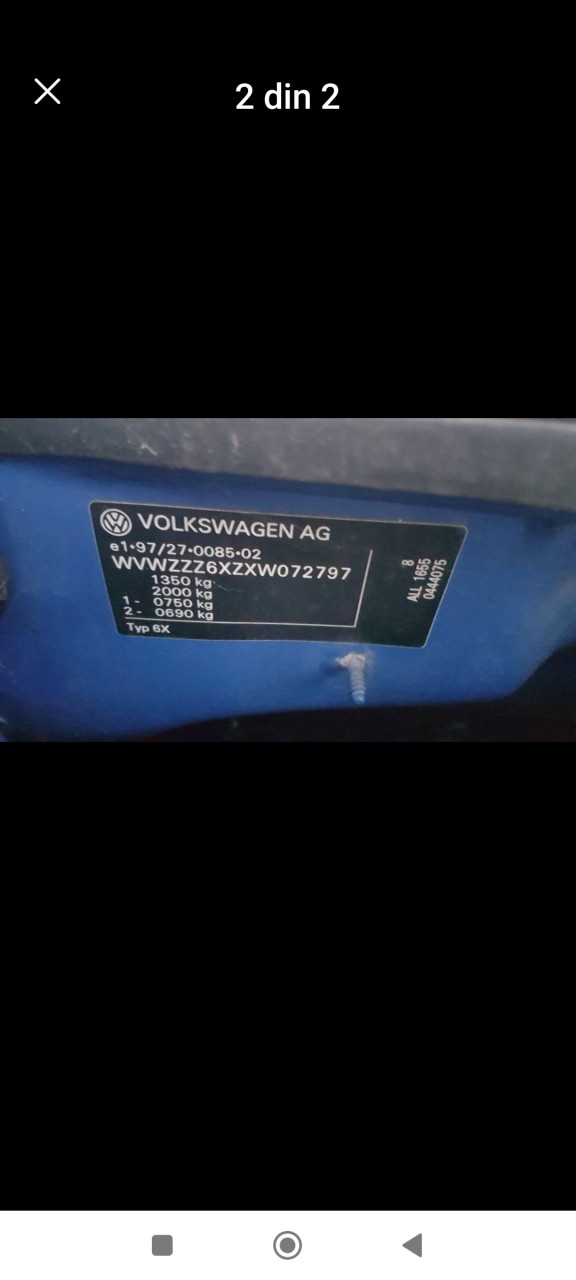 2 din 2
VOLKSWAGEN AG
e1*97/27*0085*02
WVWZZZ6XZXW072797
1350 kg
2000 kg
1 - 0750 kg
2 - 0690 kg
Typ 6X
8
ALL 1655
0444075